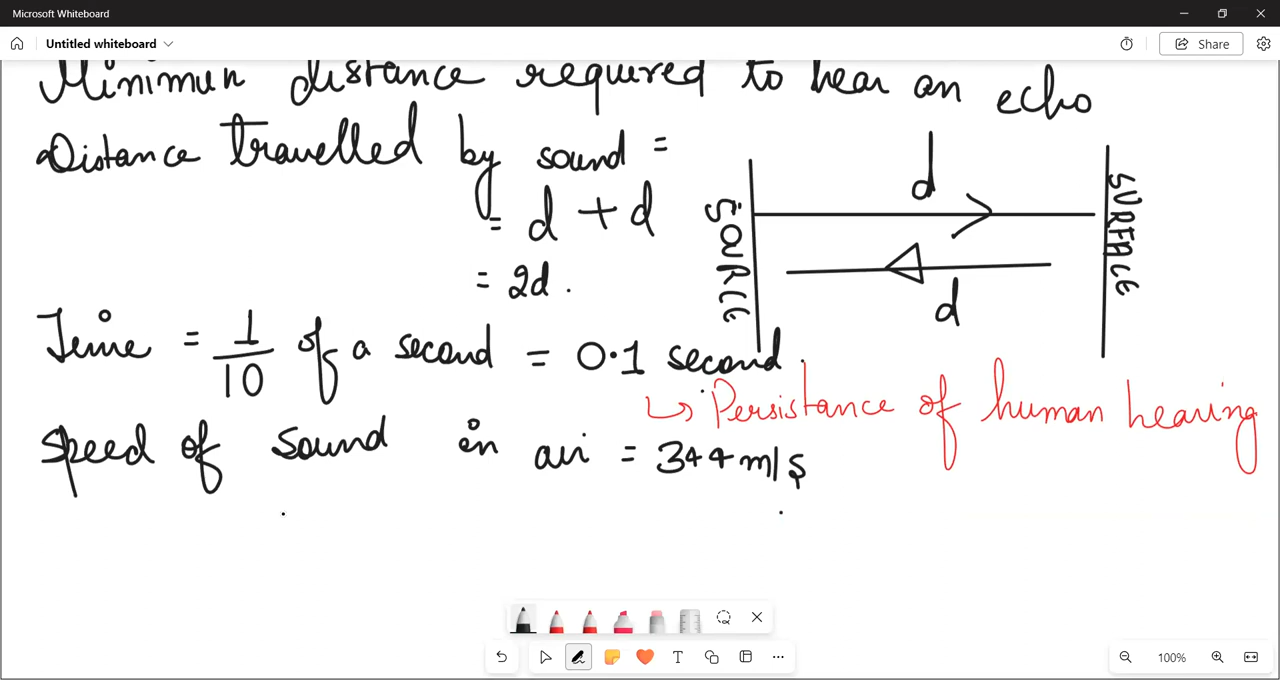 Microsoft Whiteboard
Untitled whiteboard
Share
Minimum distance required to hear an echo
Distance travelled by sound =
= d + d
= 2d.
d
SOURCE
SURFACE
d
Time = 1/10 of a second = 0.1 second.
↳ Persistance of human hearing
Speed of sound in air = 344 m/s
100%